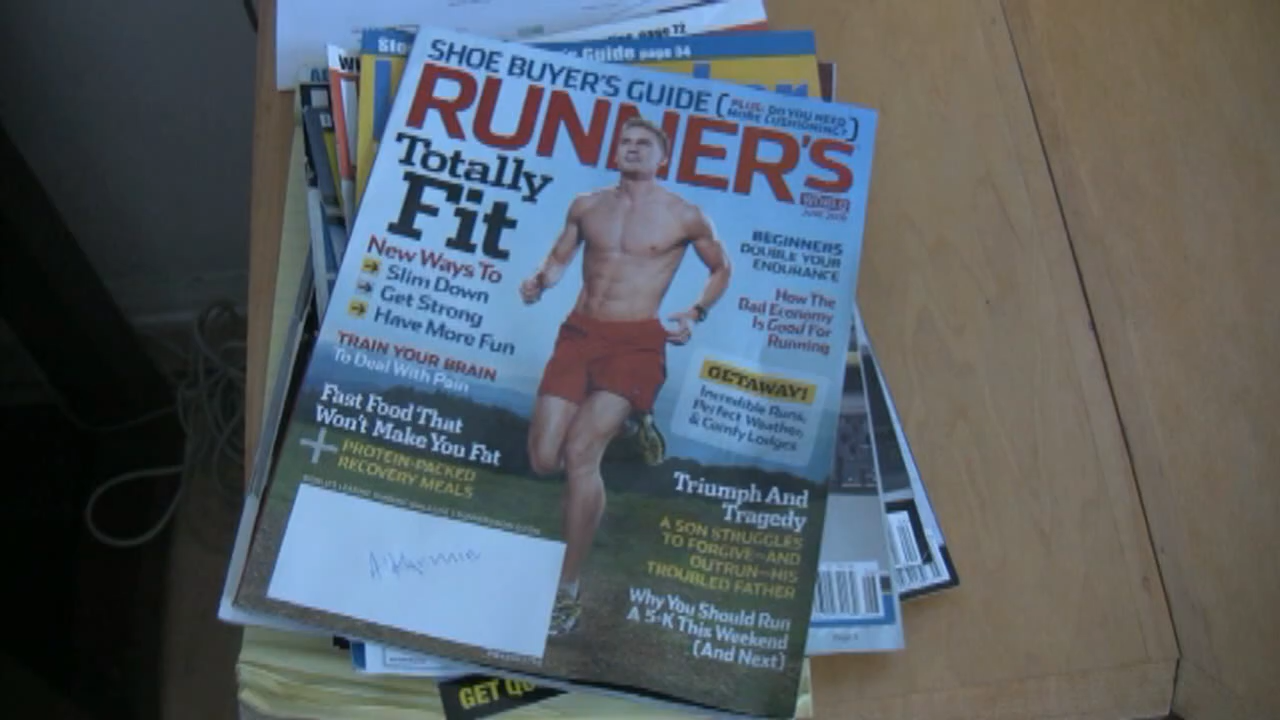 page 72
Guide page 54
SHOE BUYER'S GUIDE
(PLUS: DO YOU NEED
MORE CUSHIONING?)
RUNNER'S
WORLD
Totally
Fit
New Ways To
Slim Down
Get Strong
Have More Fun
TRAIN YOUR BRAIN
To Deal With Pain
Fast Food That
Won't Make You Fat
+ PROTEIN-PACKED
RECOVERY MEALS
BEGINNERS
DOUBLE YOUR
ENDURANCE
How The
Bad Economy
Is Good For
Running
GETAWAY!
Incredible Runs,
Perfect Weather,
& Comfy Lodges
Triumph And
Tragedy
A SON STRUGGLES
TO FORGIVE—AND
OUTRUN—HIS
TROUBLED FATHER
Why You Should Run
A 5-K This Weekend
(And Next)
GET